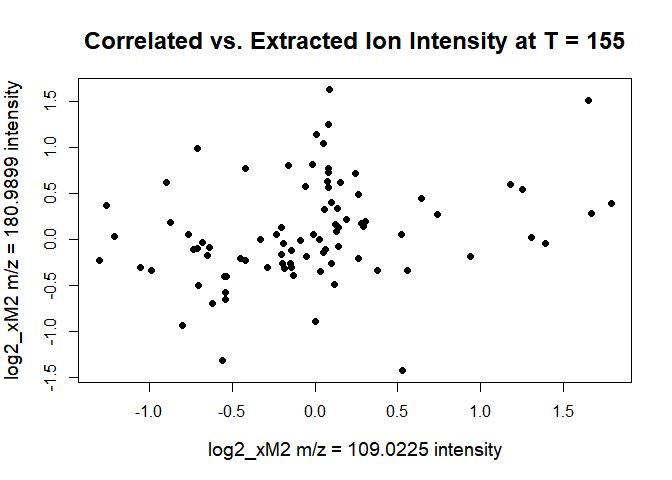 Correlated vs. Extracted Ion Intensity at T = 155
log2_xM2 m/z = 180.9899 intensity
1.5
1.0
0.5
0.0
-0.5
-1.0
-1.5
-1.0 -0.5 0.0 0.5 1.0 1.5
log2_xM2 m/z = 109.0225 intensity